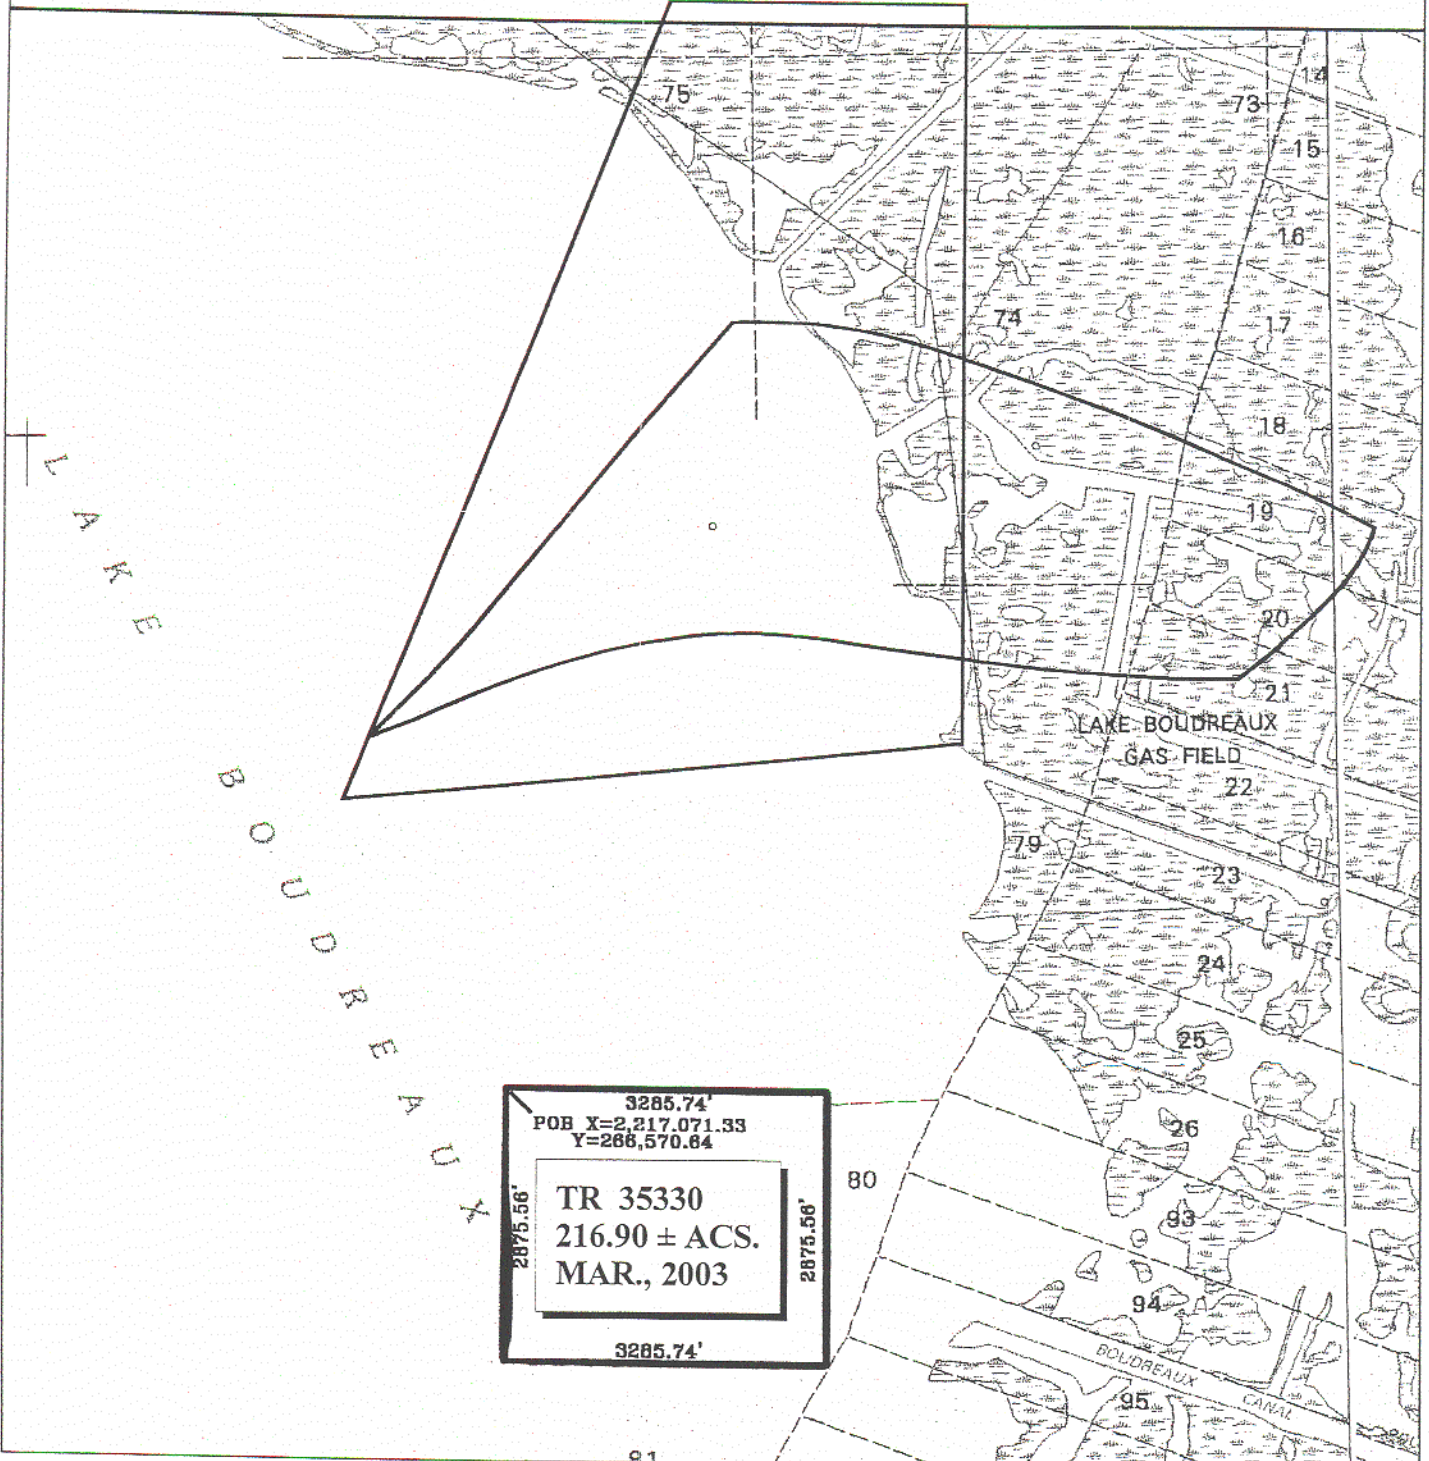 75
14
73
15
16
74
17
18
19
20
21
LAKE BOUDREAUX
GAS FIELD
22
79
23
24
25
26
80
93
94
95
BOUDREAUX CANAL
81
LAKE BOUDREAUX
3285.74'
POB X=2,217.071.33
Y=266,570.64
2875.56'
TR 35330
216.90 ± ACS.
MAR., 2003
2875.56'
3285.74'